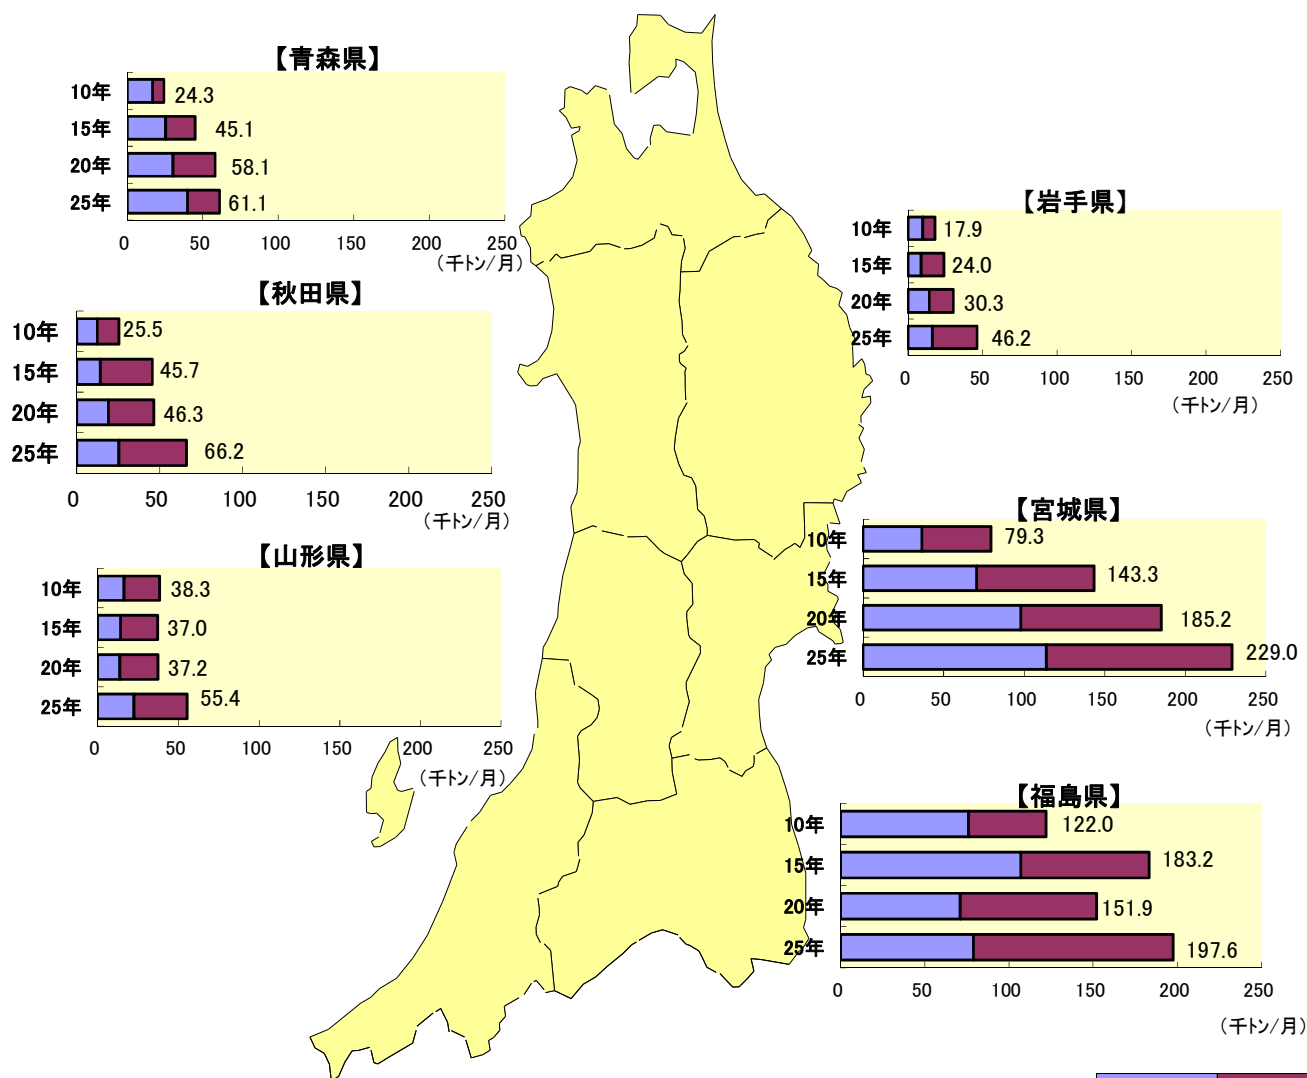 【青森県】
10年 24.3
15年 45.1
20年 58.1
25年 61.1
0 50 100 150 200 250
(千トン/月)
【岩手県】
10年 17.9
15年 24.0
20年 30.3
25年 46.2
0 50 100 150 200 250
(千トン/月)
【秋田県】
10年 25.5
15年 45.7
20年 46.3
25年 66.2
0 50 100 150 200 250
(千トン/月)
【宮城県】
10年 79.3
15年 143.3
20年 185.2
25年 229.0
0 50 100 150 200 250
(千トン/月)
【山形県】
10年 38.3
15年 37.0
20年 37.2
25年 55.4
0 50 100 150 200 250
(千トン/月)
【福島県】
10年 122.0
15年 183.2
20年 151.9
25年 197.6
0 50 100 150 200 250
(千トン/月)